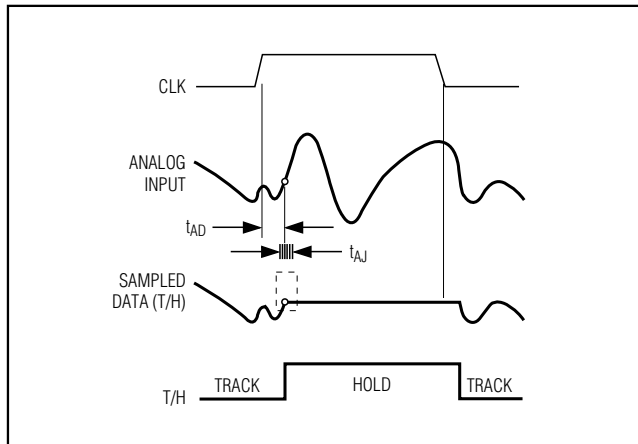 CLK
ANALOG
INPUT
tAD
tAJ
SAMPLED
DATA (T/H)
T/H
TRACK
HOLD
TRACK